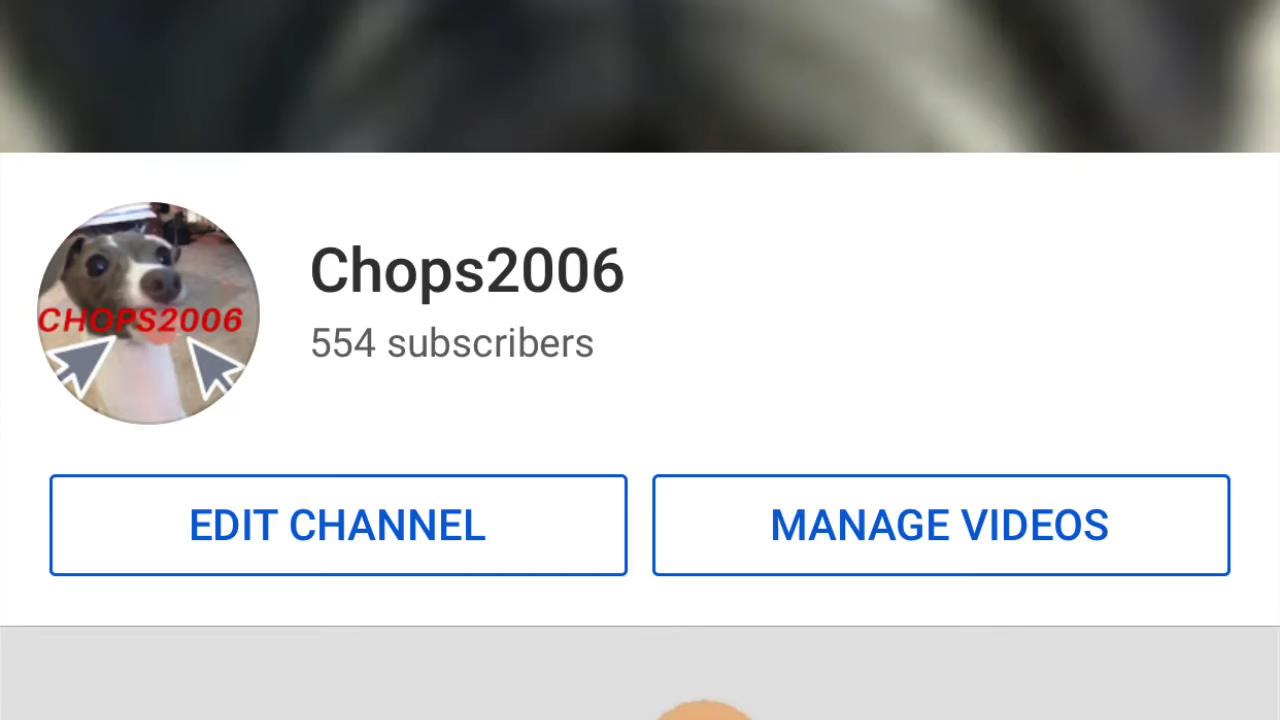 Chops2006
554 subscribers
CHOPS2006
EDIT CHANNEL
MANAGE VIDEOS